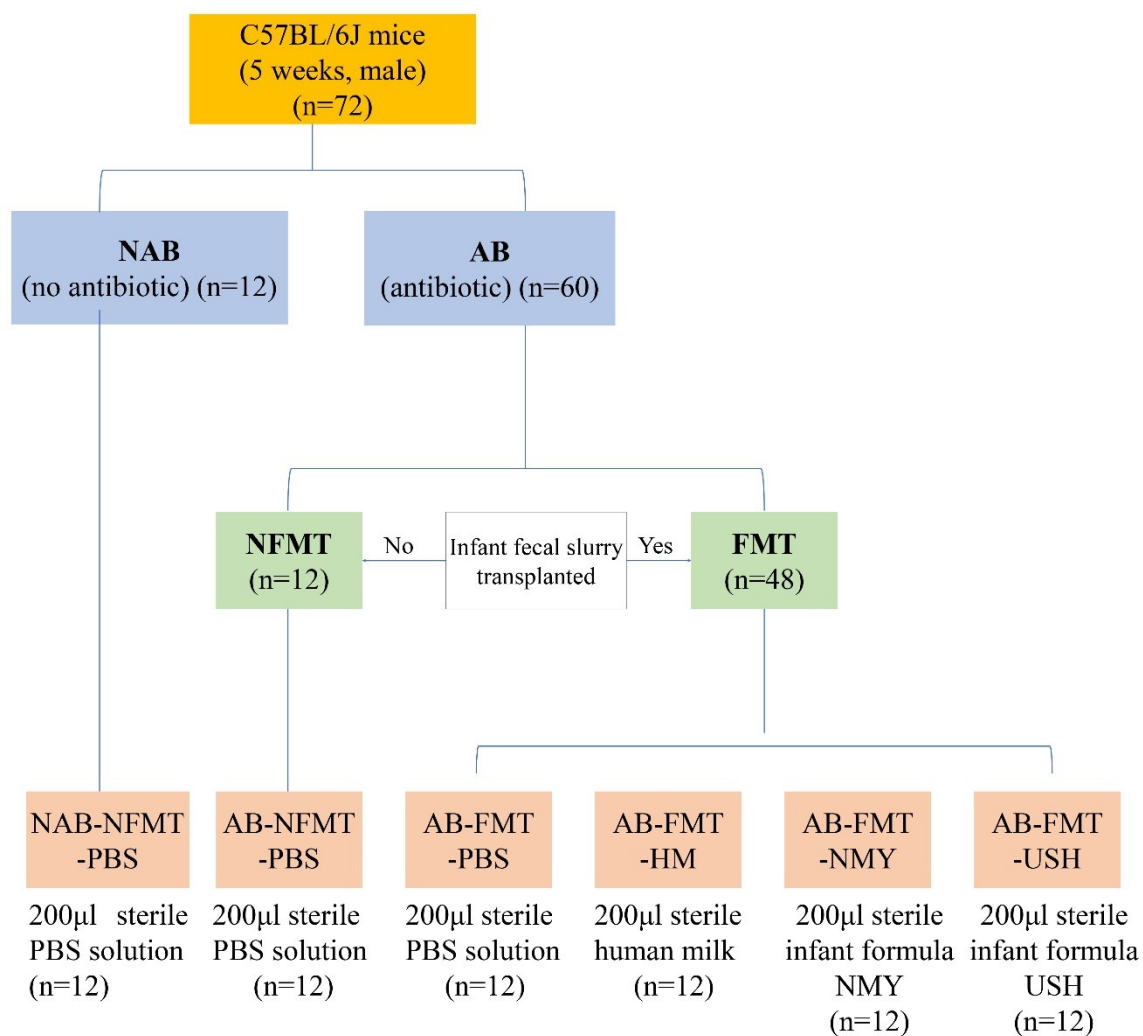 C57BL/6J mice
(5 weeks, male)
(n=72)
NAB
(no antibiotic) (n=12)
AB
(antibiotic) (n=60)
NFMT
(n=12)
No
Infant fecal slurry
transplanted
Yes
FMT
(n=48)
NAB-NFMT
-PBS
AB-NFMT
-PBS
AB-FMT
-PBS
AB-FMT
-HM
AB-FMT
-NMY
AB-FMT
-USH
200μl sterile
PBS solution
(n=12)
200μl sterile
PBS solution
(n=12)
200μl sterile
PBS solution
(n=12)
200μl sterile
human milk
(n=12)
200μl sterile
infant formula
NMY
(n=12)
200μl sterile
infant formula
USH
(n=12)